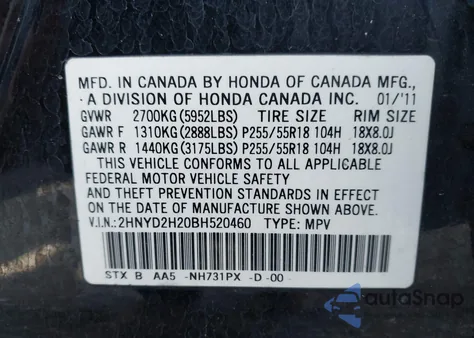 MFD. IN CANADA BY HONDA OF CANADA MFG.,
A DIVISION OF HONDA CANADA INC. 01/'11
GVWR 2700KG(5952LBS) TIRE SIZE RIM SIZE
GAWR F 1310KG(2888LBS) P255/55R18 104H 18X8.0J
GAWR R 1440KG(3175LBS) P255/55R18 104H 18X8.0J
THIS VEHICLE CONFORMS TO ALL APPLICABLE
FEDERAL MOTOR VEHICLE SAFETY
AND THEFT PREVENTION STANDARDS IN EFFECT
ON THE DATE OF MANUFACTURE SHOWN ABOVE.
V.I.N.: 2HNYD2H20BH520460 TYPE: MPV
STX B AA5 -NH731PX -D -00-
autoSnap